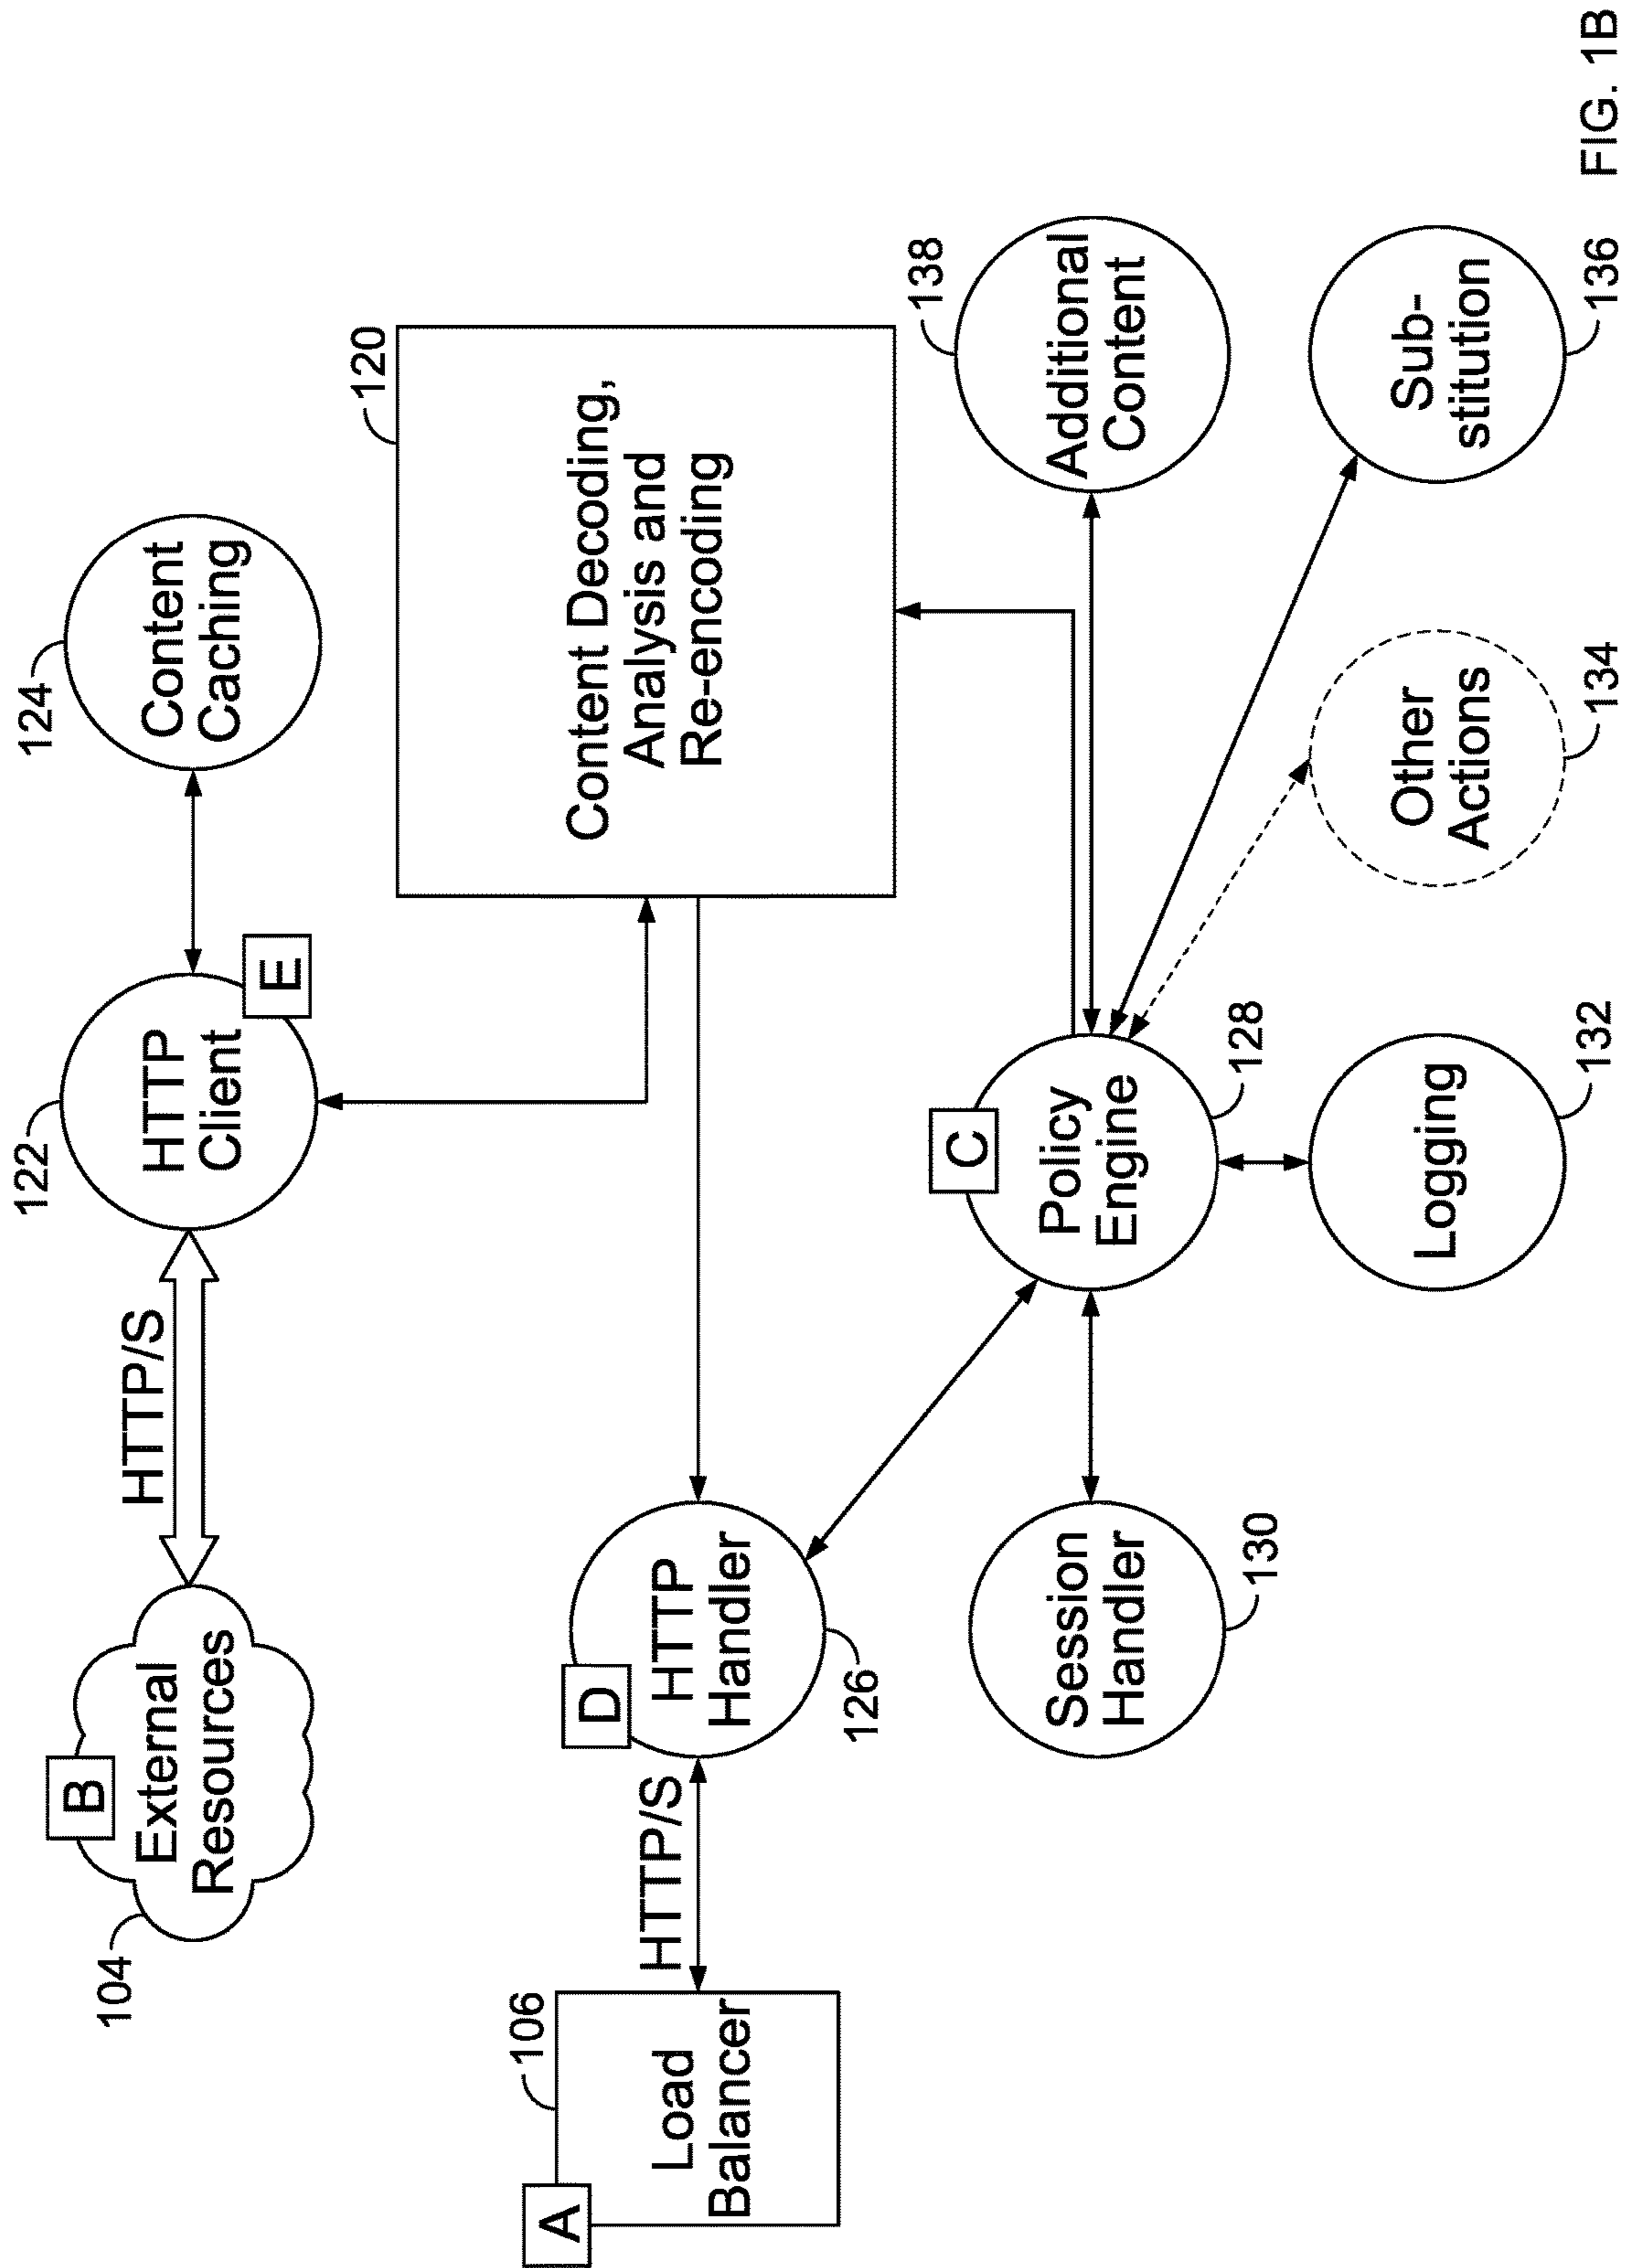 104
B
External
Resources
HTTP/S
122
HTTP
Client
E
124
Content
Caching
120
Content Decoding,
Analysis and
Re-encoding
106
A
Load
Balancer
HTTP/S
D
HTTP
Handler
126
C
Policy
Engine
128
138
Additional
Content
Session
Handler
130
Logging
132
Other
Actions
134
Sub-
stitution
136
FIG. 1B